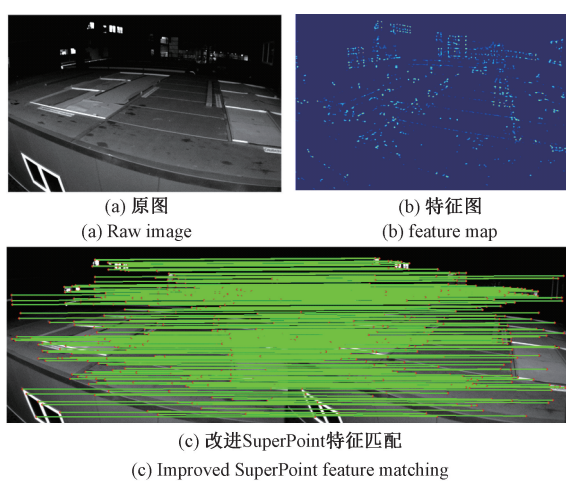 (a) 原图
(b) 特征图
(a) Raw image
(b) feature map
(c) 改进SuperPoint特征匹配
(c) Improved SuperPoint feature matching